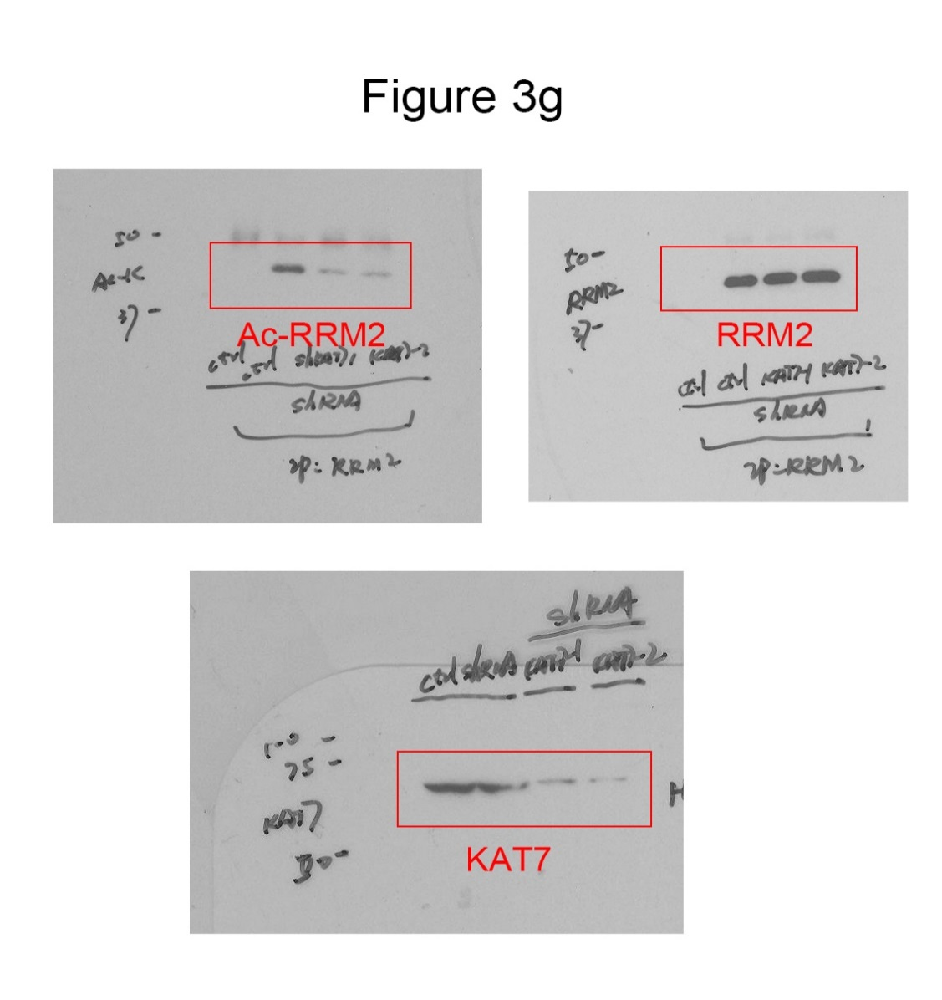 Figure 3g
50 -
Ac-K
37 -
Ac-RRM2
ctrl ctrl shKAT7-1 KAT7-2
shRNA
IP: RRM2
50 -
RRM2
37 -
RRM2
ctrl ctrl KAT7-1 KAT7-2
shRNA
IP: RRM2
shRNA
ctrl shRNA KAT7-1 KAT7-2
100 -
75 -
KAT7
50 -
KAT7
H